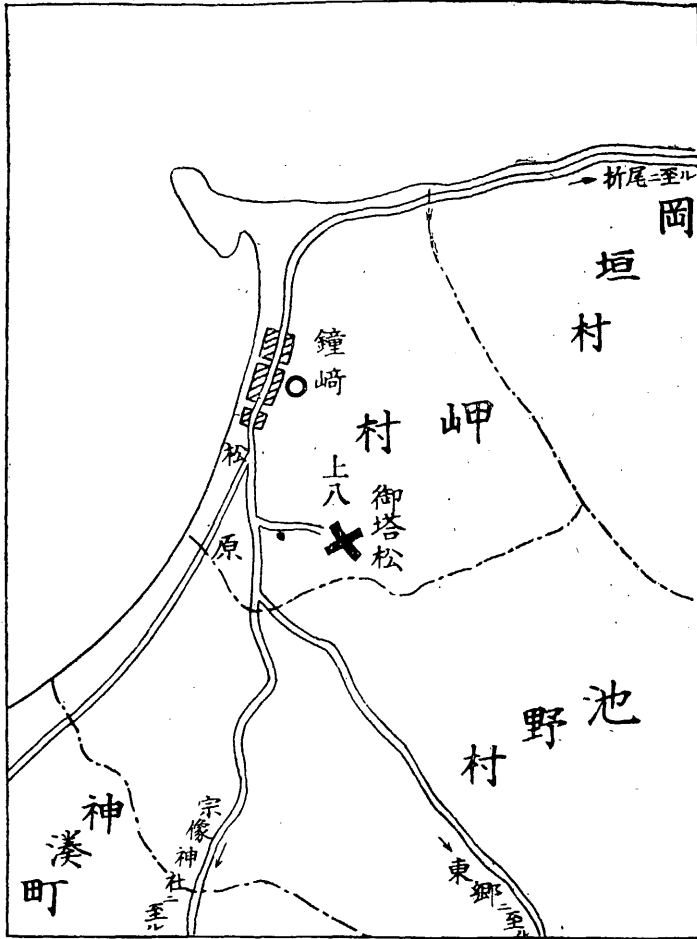 折尾ニ至ル
岡垣村
鐘崎
岬村
上八
御塔松
松原
池野村
神湊町
宗像神社ニ至ル
東郷ニ至ル